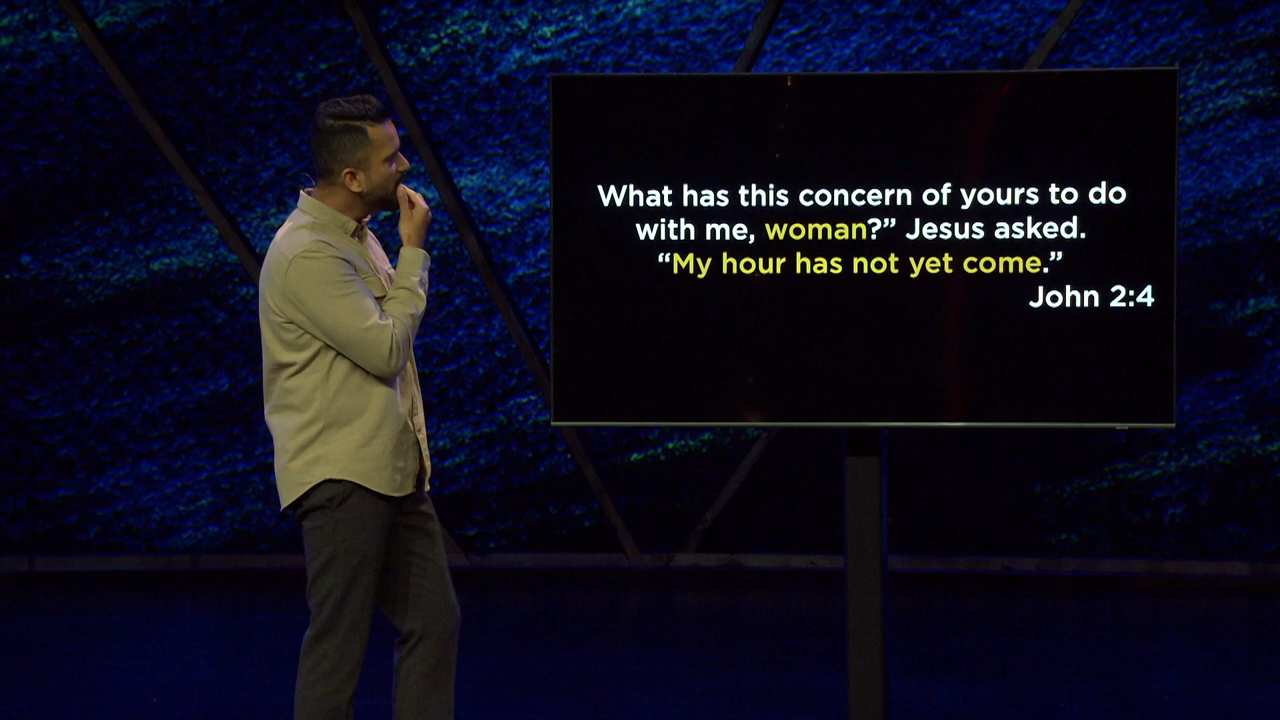 What has this concern of yours to do
with me, woman?” Jesus asked.
“My hour has not yet come.”
John 2:4